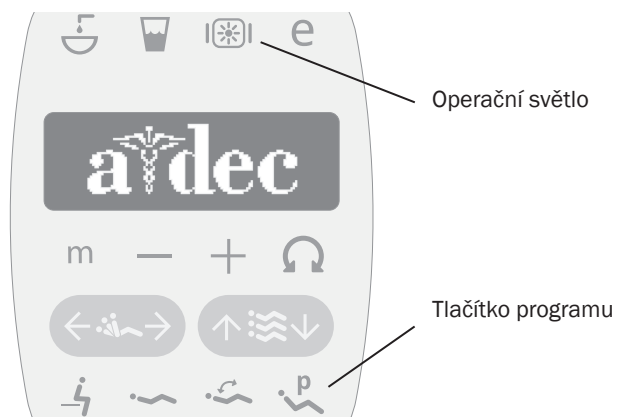 e
Operační světlo
a dec
m
Tlačítko programu
p